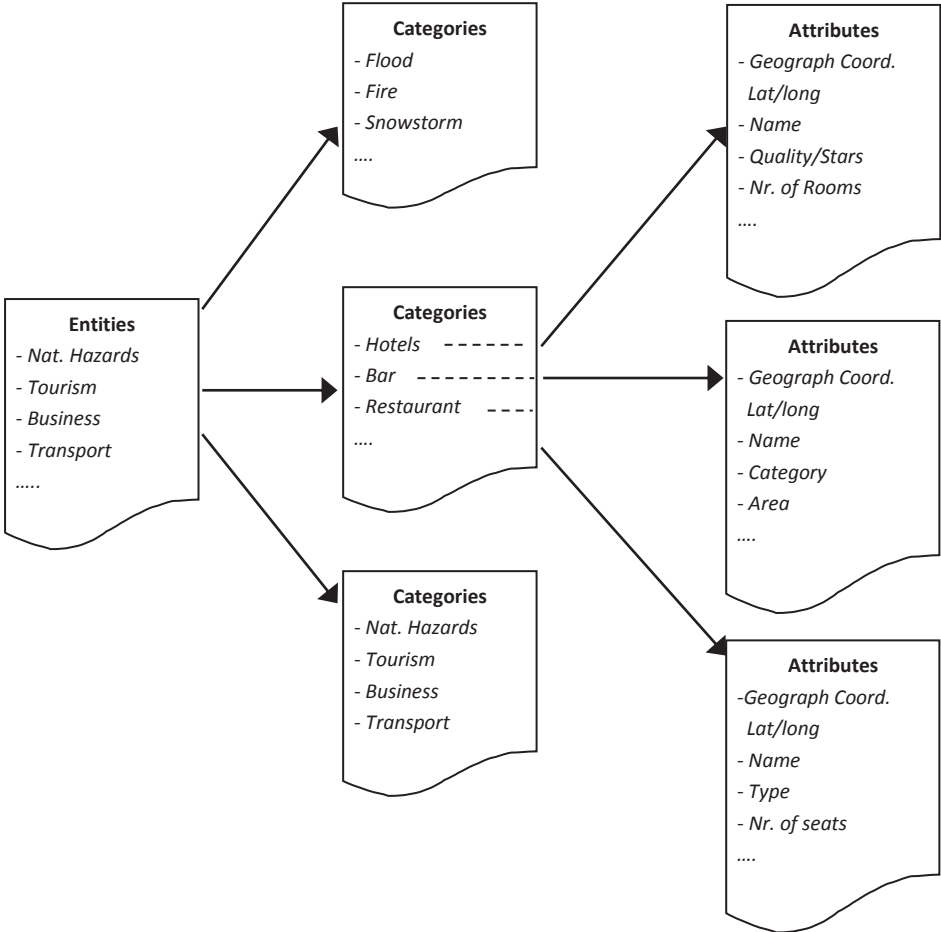 Entities
- Nat. Hazards
- Tourism
- Business
- Transport
.....
Categories
- Flood
- Fire
- Snowstorm
....
Categories
- Hotels
- Bar
- Restaurant
....
Categories
- Nat. Hazards
- Tourism
- Business
- Transport
Attributes
- Geograph Coord.
Lat/long
- Name
- Quality/Stars
- Nr. of Rooms
....
Attributes
- Geograph Coord.
Lat/long
- Name
- Category
- Area
....
Attributes
-Geograph Coord.
Lat/long
- Name
- Type
- Nr. of seats
....